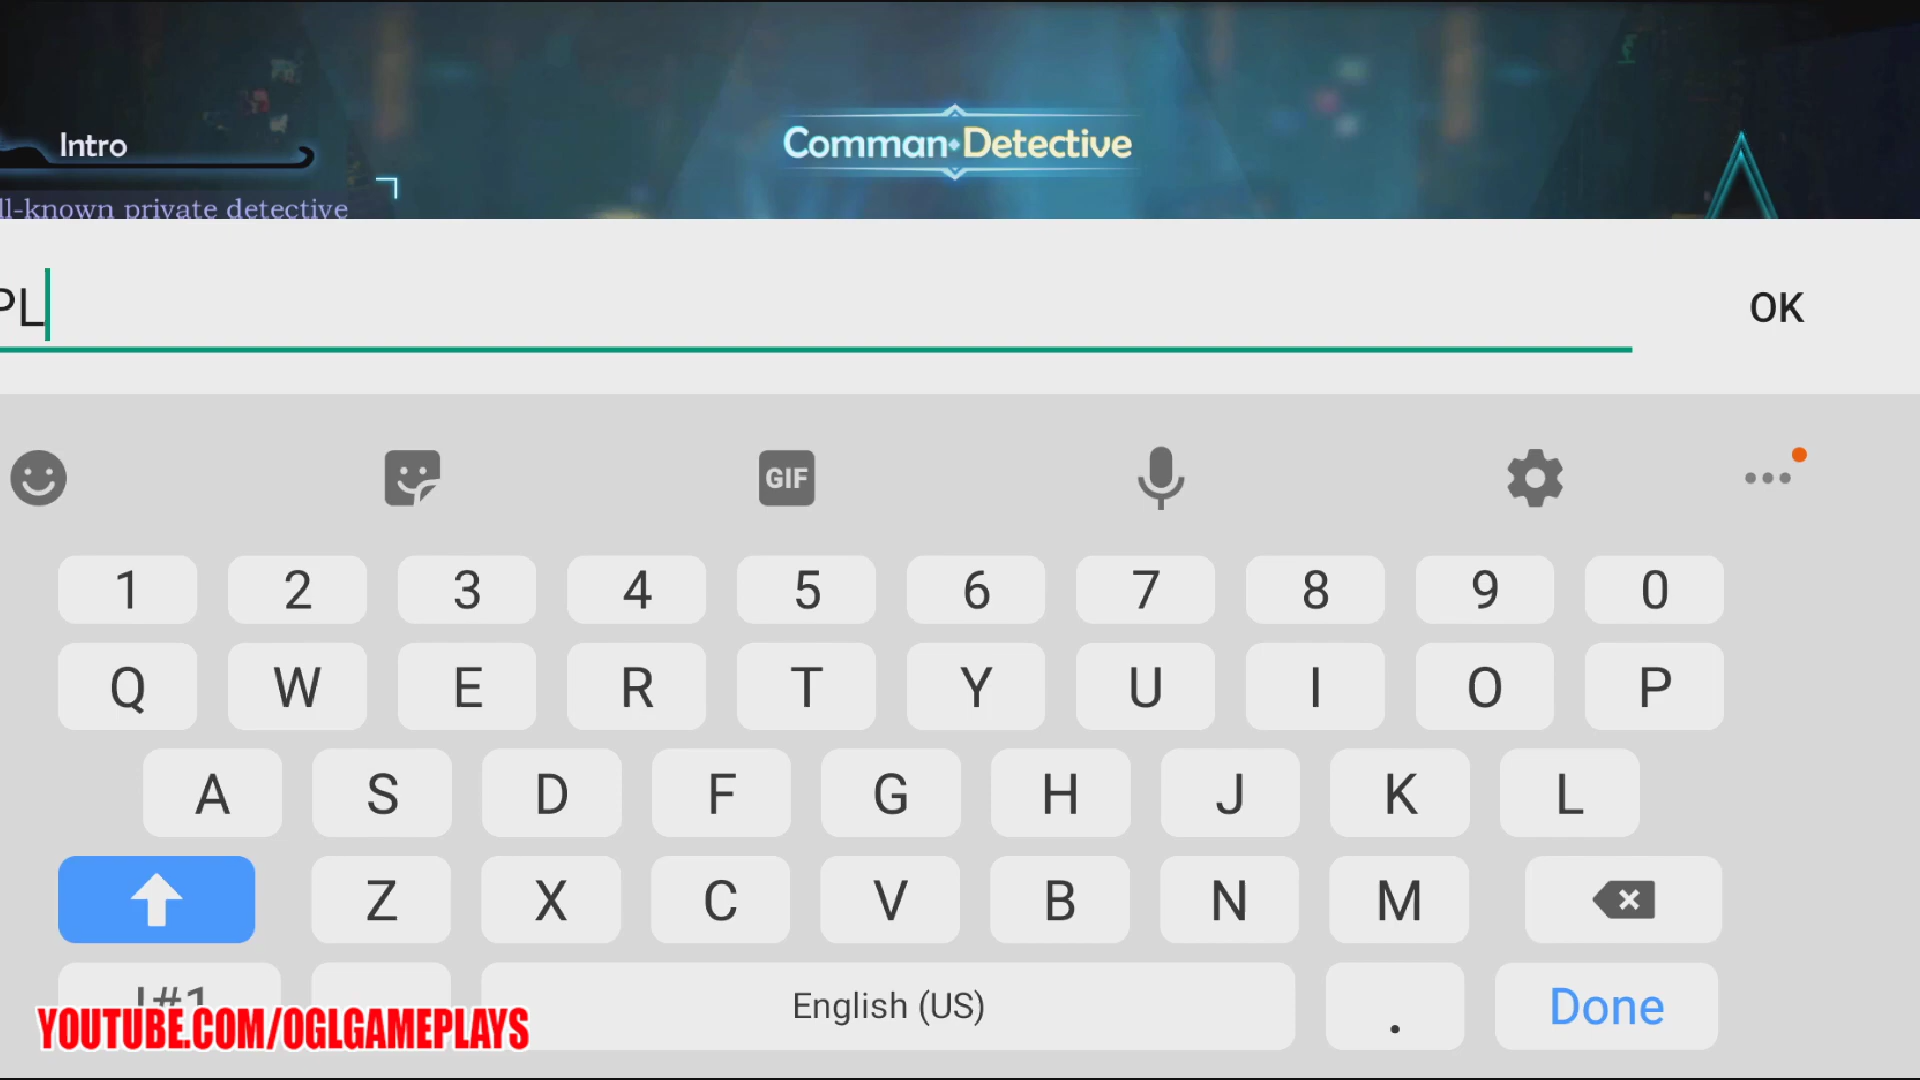 Intro
Comman Detective
ll-known private detective
PL
OK
GIF
1 2 3 4 5 6 7 8 9 0
Q W E R T Y U I O P
A S D F G H J K L
Z X C V B N M
!#1
English (US)
.
Done
YOUTUBE.COM/OGLGAMEPLAYS